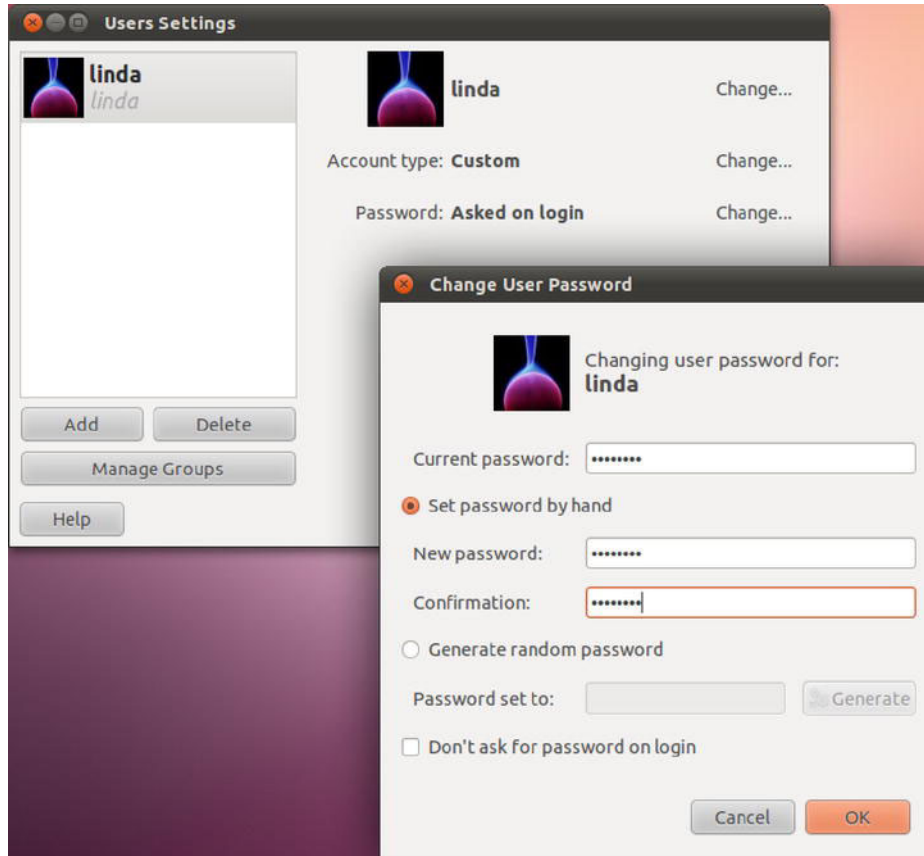 Users Settings
linda
linda
linda Change...
Account type: Custom Change...
Password: Asked on login Change...
Add Delete
Manage Groups
Help
Change User Password
Changing user password for:
linda
Current password: ••••••••
Set password by hand
New password: ••••••••
Confirmation: ••••••••
Generate random password
Password set to: Generate
Don't ask for password on login
Cancel OK